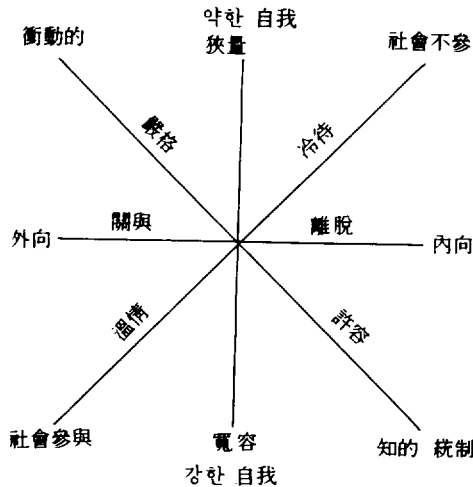 약한 自我
衝動的
狹量
社會不參
嚴格
冷待
關與
離脫
外向
內向
溫情
許容
社會參與
寬容
知的 統制
강한 自我